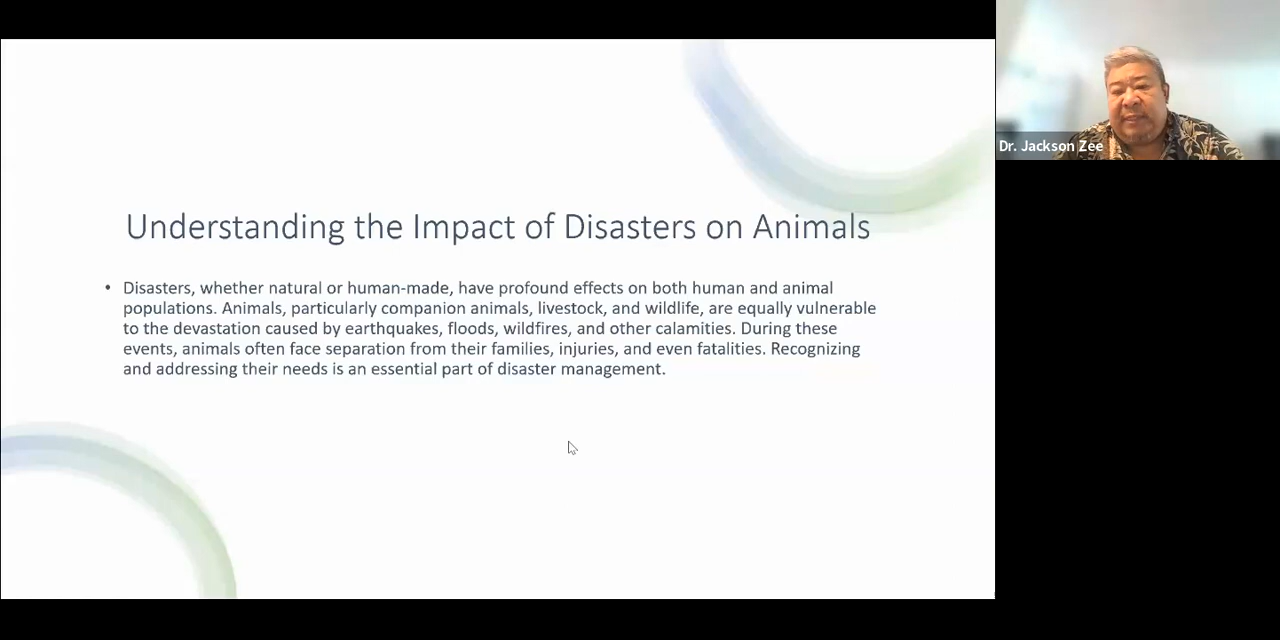 Understanding the Impact of Disasters on Animals
• Disasters, whether natural or human-made, have profound effects on both human and animal
populations. Animals, particularly companion animals, livestock, and wildlife, are equally vulnerable
to the devastation caused by earthquakes, floods, wildfires, and other calamities. During these
events, animals often face separation from their families, injuries, and even fatalities. Recognizing
and addressing their needs is an essential part of disaster management.
Dr. Jackson Zee